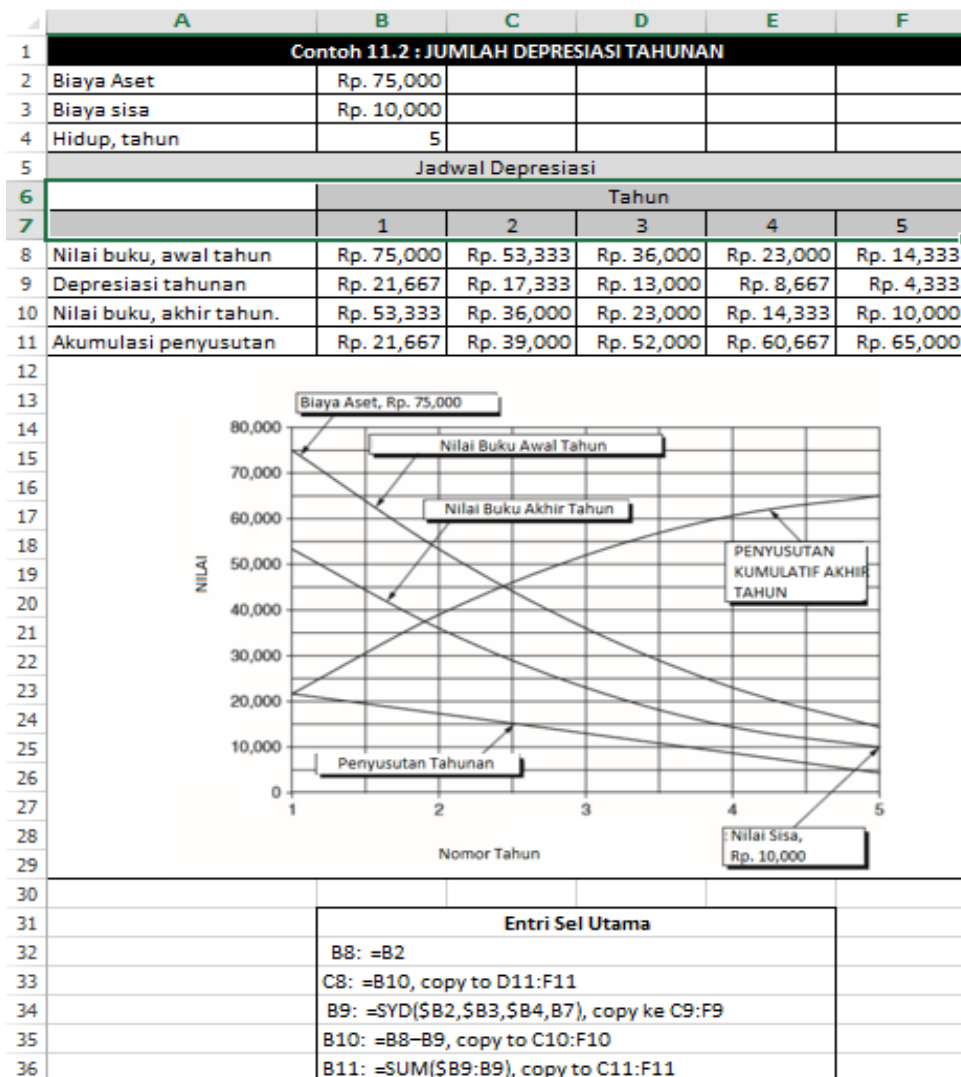 A B C D E F
1 Contoh 11.2 : JUMLAH DEPRESIASI TAHUNAN
2 Biaya Aset Rp. 75,000
3 Biaya sisa Rp. 10,000
4 Hidup, tahun 5
5 Jadwal Depresiasi
6 Tahun
7 1 2 3 4 5
8 Nilai buku, awal tahun Rp. 75,000 Rp. 53,333 Rp. 36,000 Rp. 23,000 Rp. 14,333
9 Depresiasi tahunan Rp. 21,667 Rp. 17,333 Rp. 13,000 Rp. 8,667 Rp. 4,333
10 Nilai buku, akhir tahun. Rp. 53,333 Rp. 36,000 Rp. 23,000 Rp. 14,333 Rp. 10,000
11 Akumulasi penyusutan Rp. 21,667 Rp. 39,000 Rp. 52,000 Rp. 60,667 Rp. 65,000
12
13 Biaya Aset, Rp. 75,000
14 80,000
Nilai Buku Awal Tahun
15
70,000
16
Nilai Buku Akhir Tahun
17 60,000
18 PENYUSUTAN
50,000 KUMULATIF AKHIR
19 NILAI
TAHUN
20 40,000
21
22 30,000
23
20,000
24
25 10,000
Penyusutan Tahunan
26
0
27 1 2 3 4 5
28 : Nilai Sisa,
Nomor Tahun
29 Rp. 10,000
30
31 Entri Sel Utama
32 B8: =B2
33 C8: =B10, copy to D11:F11
34 B9: =SYD($B2,$B3,$B4,B7), copy ke C9:F9
35 B10: =B8–B9, copy to C10:F10
36 B11: =SUM($B9:B9), copy to C11:F11